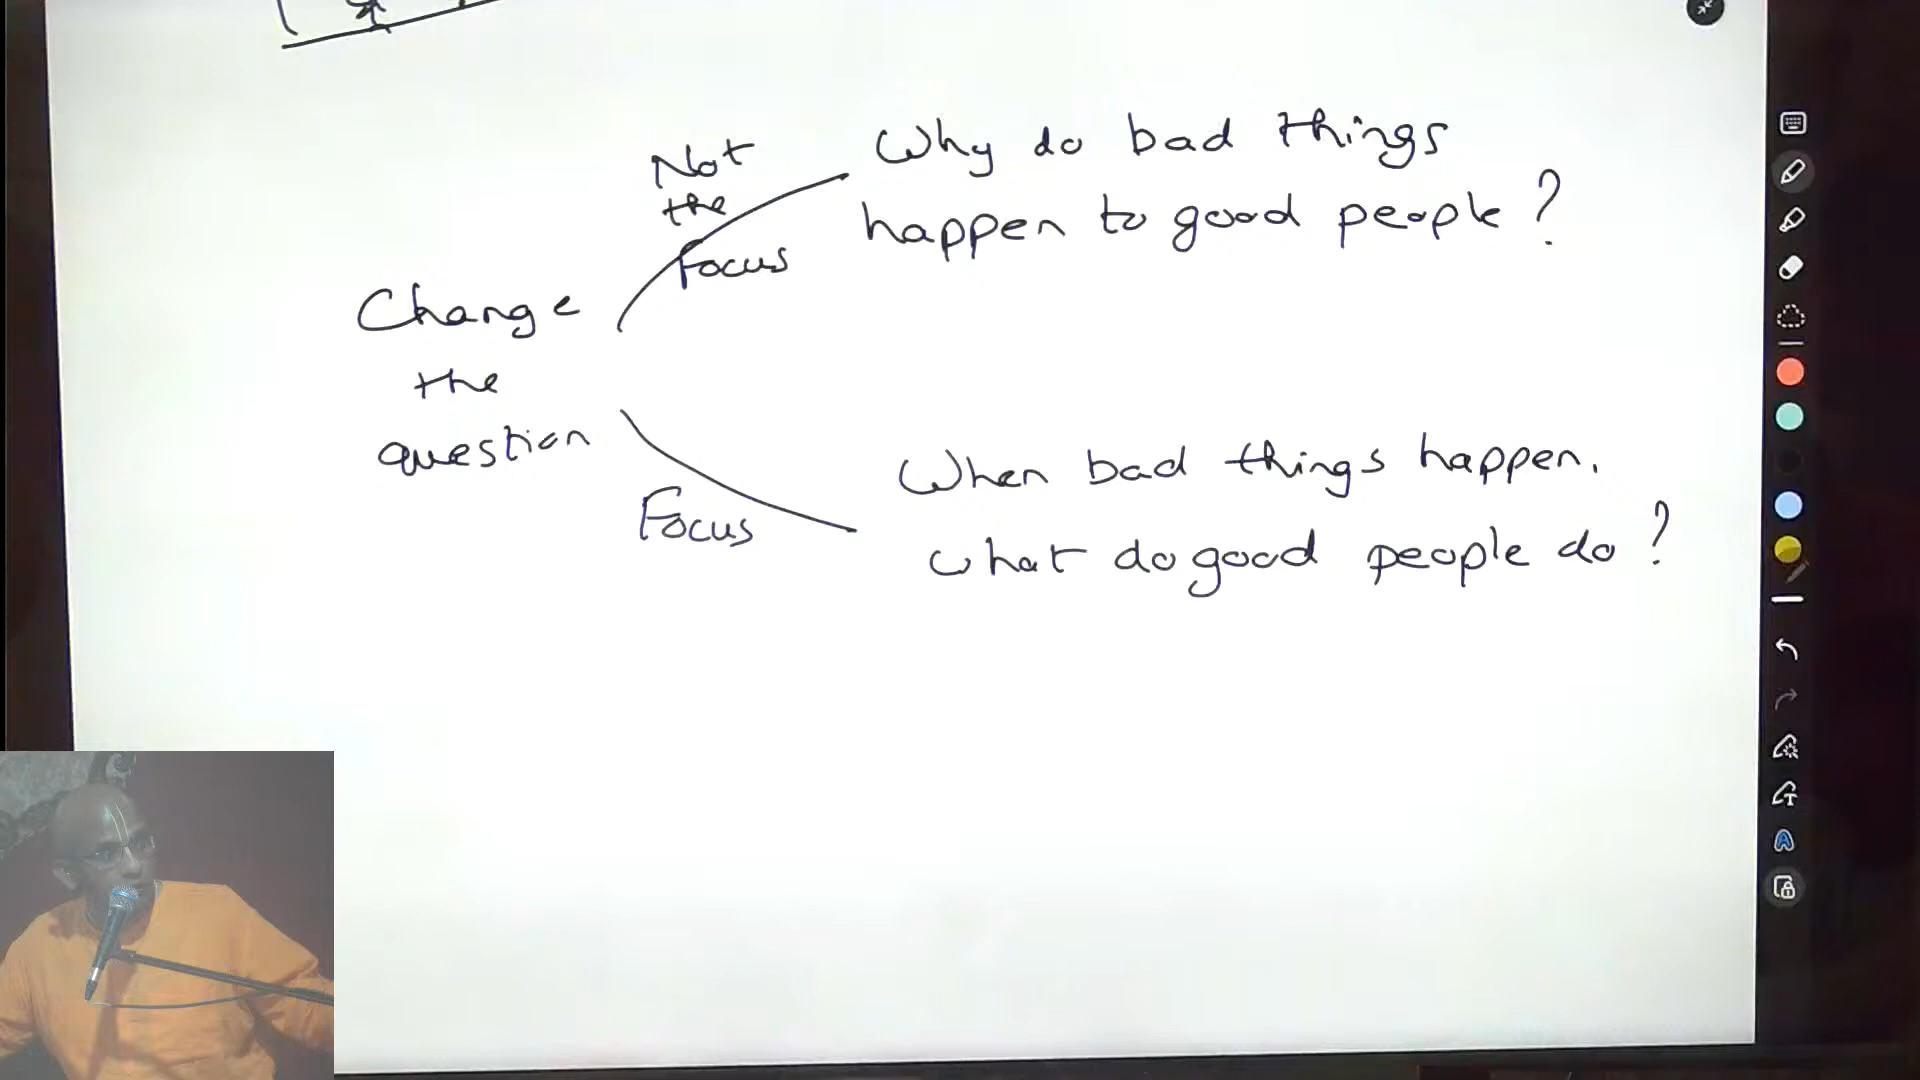 Not
the
Focus
Why do bad things
happen to good people ?
Change
the
question
Focus
When bad things happen,
what do good people do ?